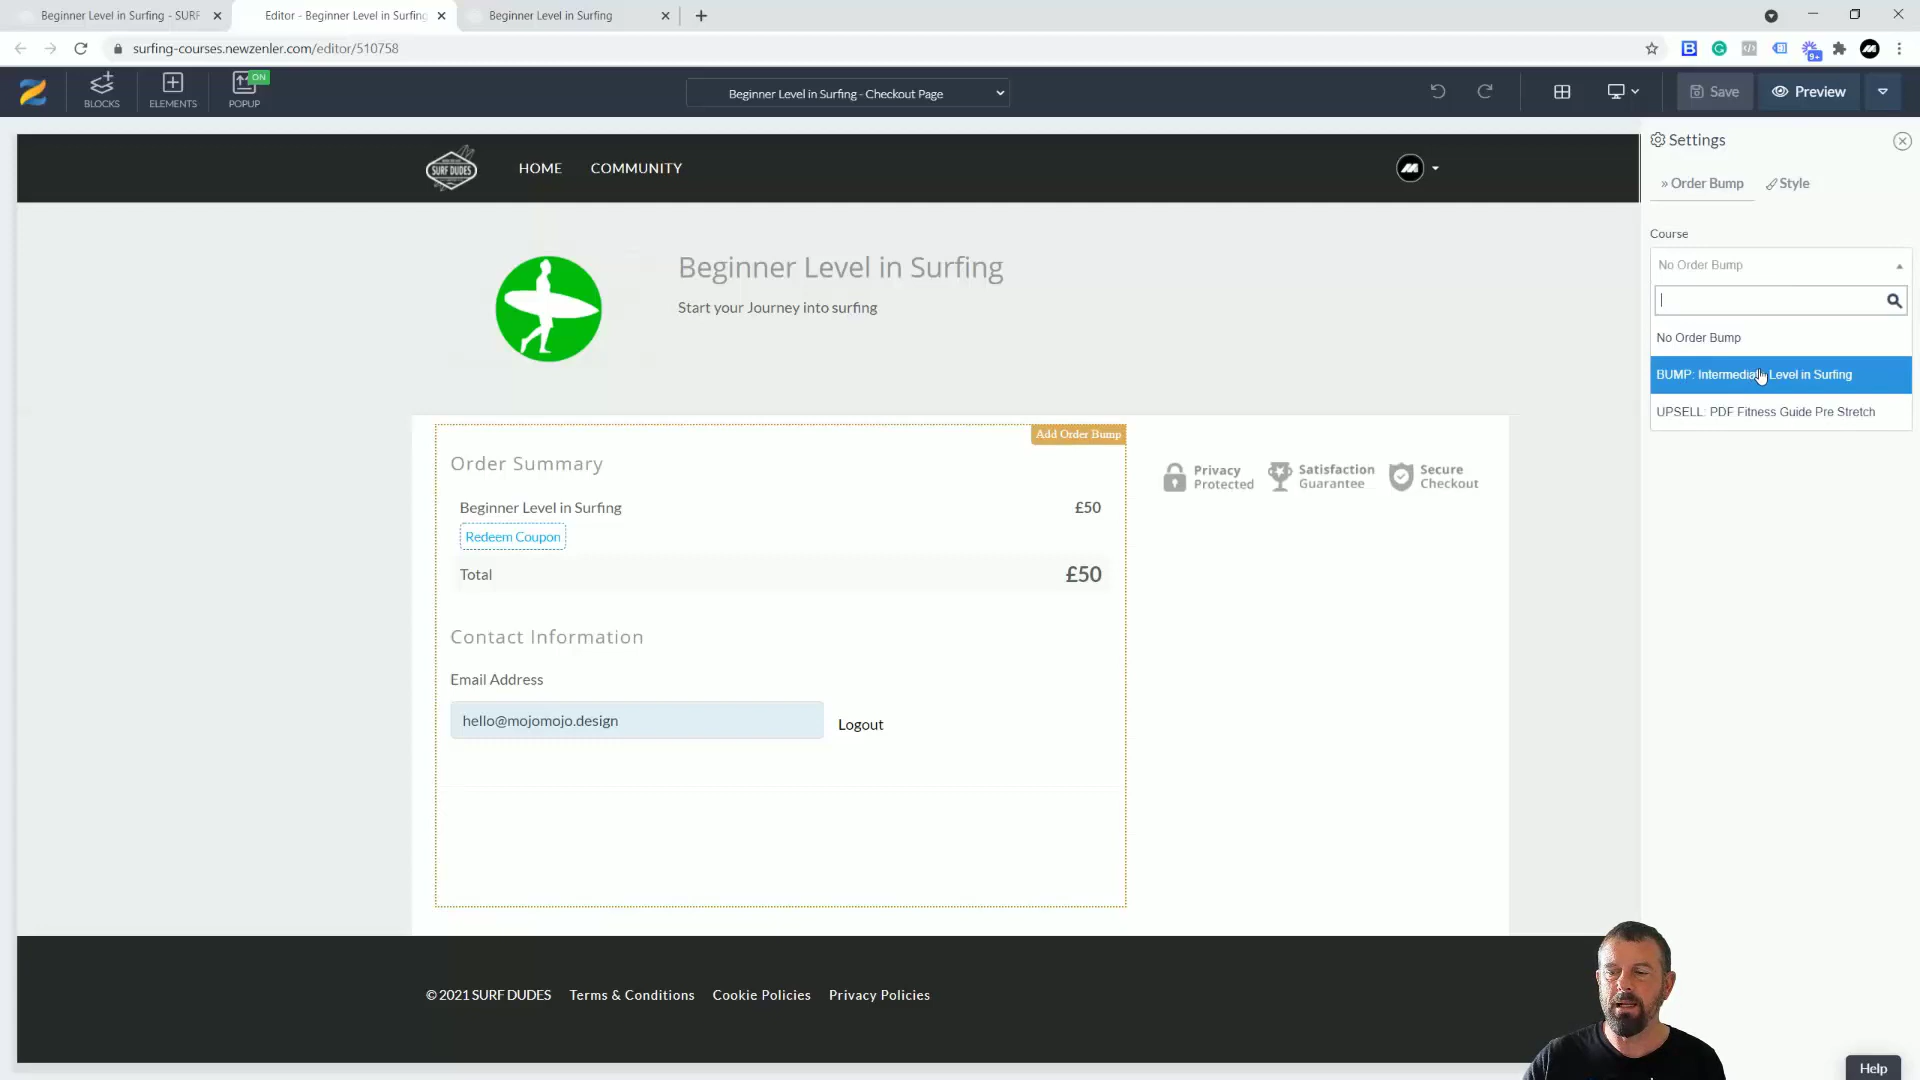 Beginner Level in Surfing - SURF
Editor - Beginner Level in Surfing
Beginner Level in Surfing
surfing-courses.newzenler.com/editor/510758
9+
BLOCKS
ELEMENTS
ON
POPUP
Beginner Level in Surfing - Checkout Page
Save
Preview
SURF DUDES
HOME
COMMUNITY
Settings
» Order Bump
Style
Course
No Order Bump
No Order Bump
BUMP: Intermediate Level in Surfing
UPSELL: PDF Fitness Guide Pre Stretch
Beginner Level in Surfing
Start your Journey into surfing
Add Order Bump
Order Summary
Beginner Level in Surfing
£50
Redeem Coupon
Total
£50
Privacy
Protected
Satisfaction
Guarantee
Secure
Checkout
Contact Information
Email Address
hello@mojomojo.design
Logout
© 2021 SURF DUDES
Terms & Conditions
Cookie Policies
Privacy Policies
Help